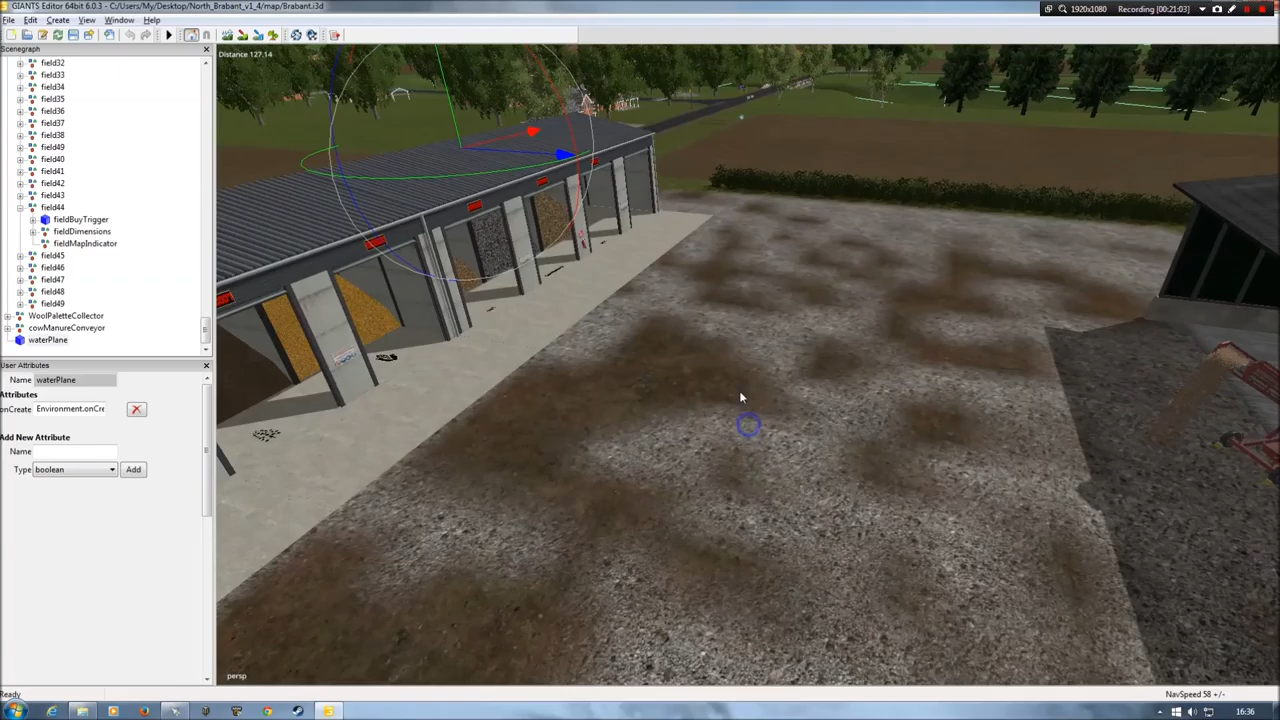 GIANTS Editor 64bit 6.0.3 - C:/Users/My/Desktop/North_Brabant_v1_4/map/Brabant.i3d
1920x1080
Recording [00:21:03]
File Edit Create View Window Help
Scenegraph
Distance 127.14
field32
field33
field34
field35
field36
field37
field38
field49
field40
field41
field42
field43
field44
fieldBuyTrigger
fieldDimensions
fieldMapIndicator
field45
field46
field47
field48
field49
WoolPaletteCollector
cowManureConveyor
waterPlane
User Attributes
Name waterPlane
Attributes
onCreate Environment.onCre
Add New Attribute
Name
Type boolean Add
persp
Ready
NavSpeed 58 +/-
16:36